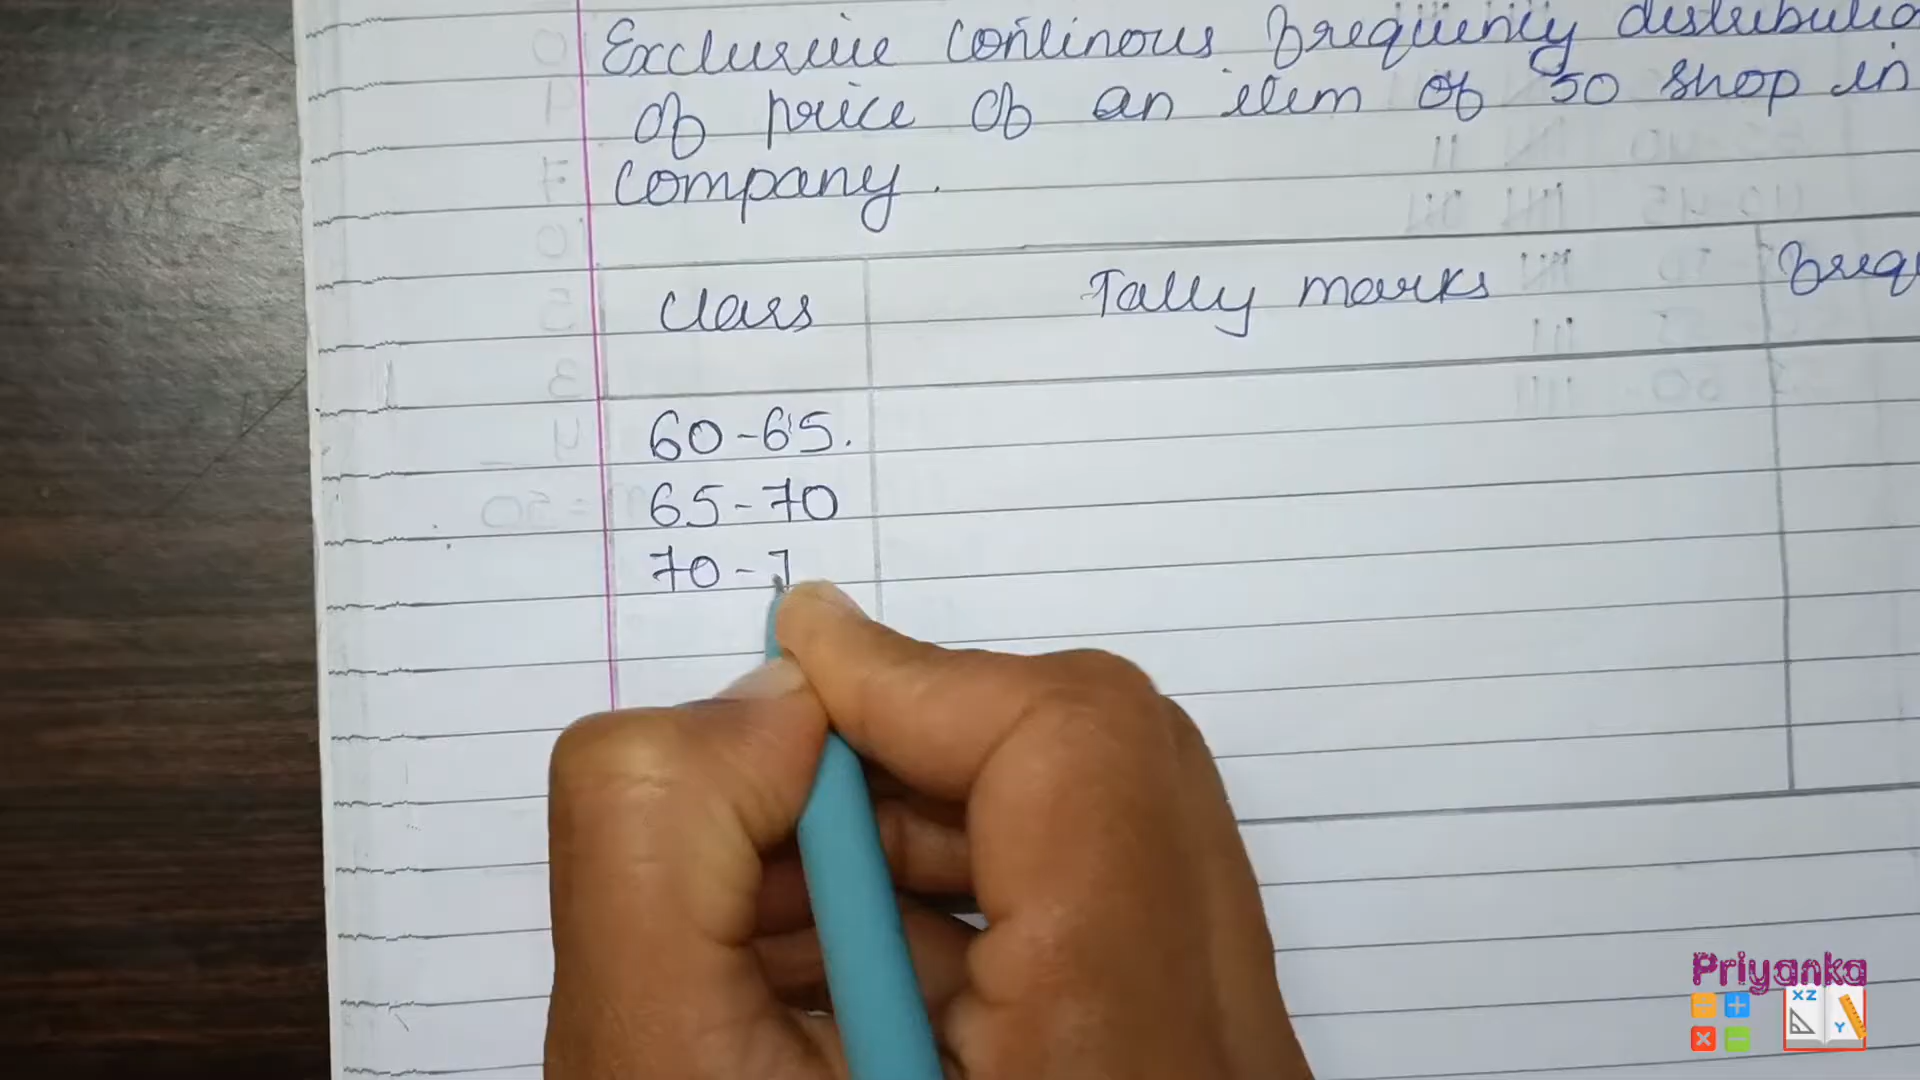 Exclusive continous frequency distributio
of price of an item of 50 shop in
company.
Class Tally marks freq
60-65.
65-70
70-7
Priyanka
XZ
Y